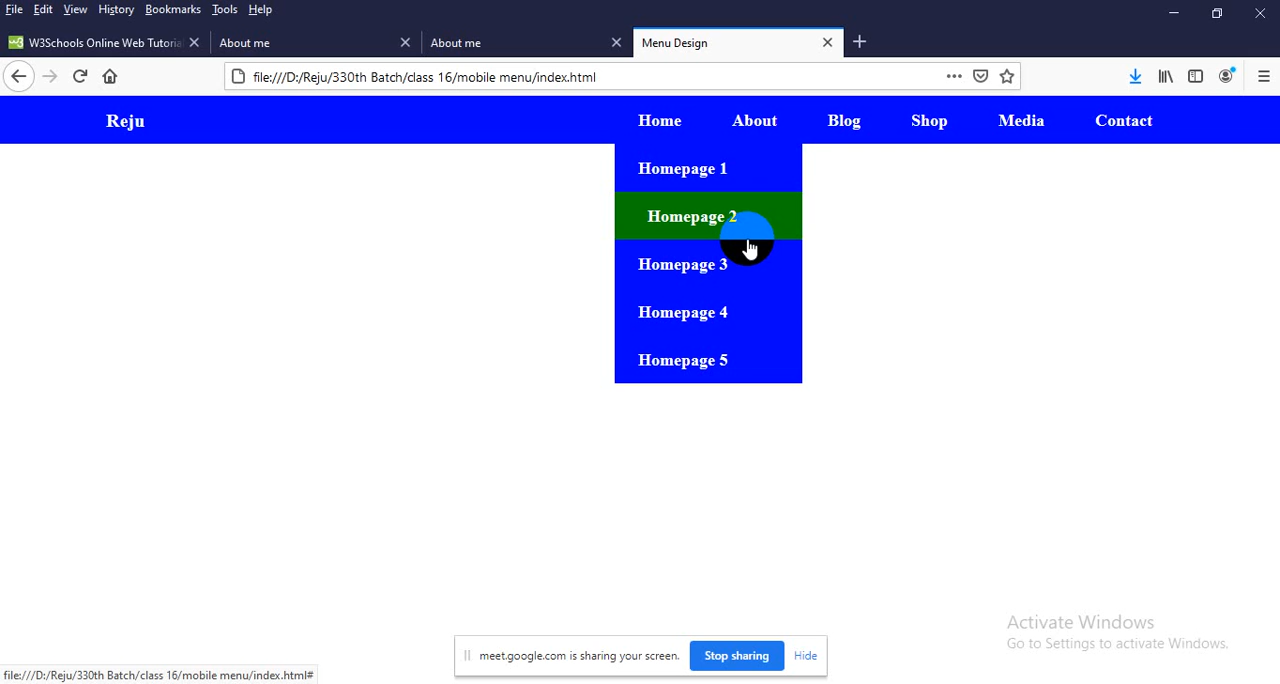 File Edit View History Bookmarks Tools Help
W3Schools Online Web Tutoria
About me
About me
Menu Design
file:///D:/Reju/330th Batch/class 16/mobile menu/index.html
Reju
Home About Blog Shop Media Contact
Homepage 1
Homepage 2
Homepage 3
Homepage 4
Homepage 5
Activate Windows
Go to Settings to activate Windows.
meet.google.com is sharing your screen. Stop sharing Hide
file:///D:/Reju/330th Batch/class 16/mobile menu/index.html#